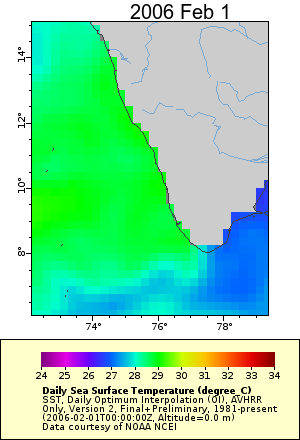 2006 Feb 1
14°
12°
10°
8°
74°
76°
78°
24 25 26 27 28 29 30 31 32 33 34
Daily Sea Surface Temperature (degree_C)
SST, Daily Optimum Interpolation (OI), AVHRR
Only, Version 2, Final+Preliminary, 1981-present
(2006-02-01T00:00:00Z, Altitude=0.0 m)
Data courtesy of NOAA NCEI